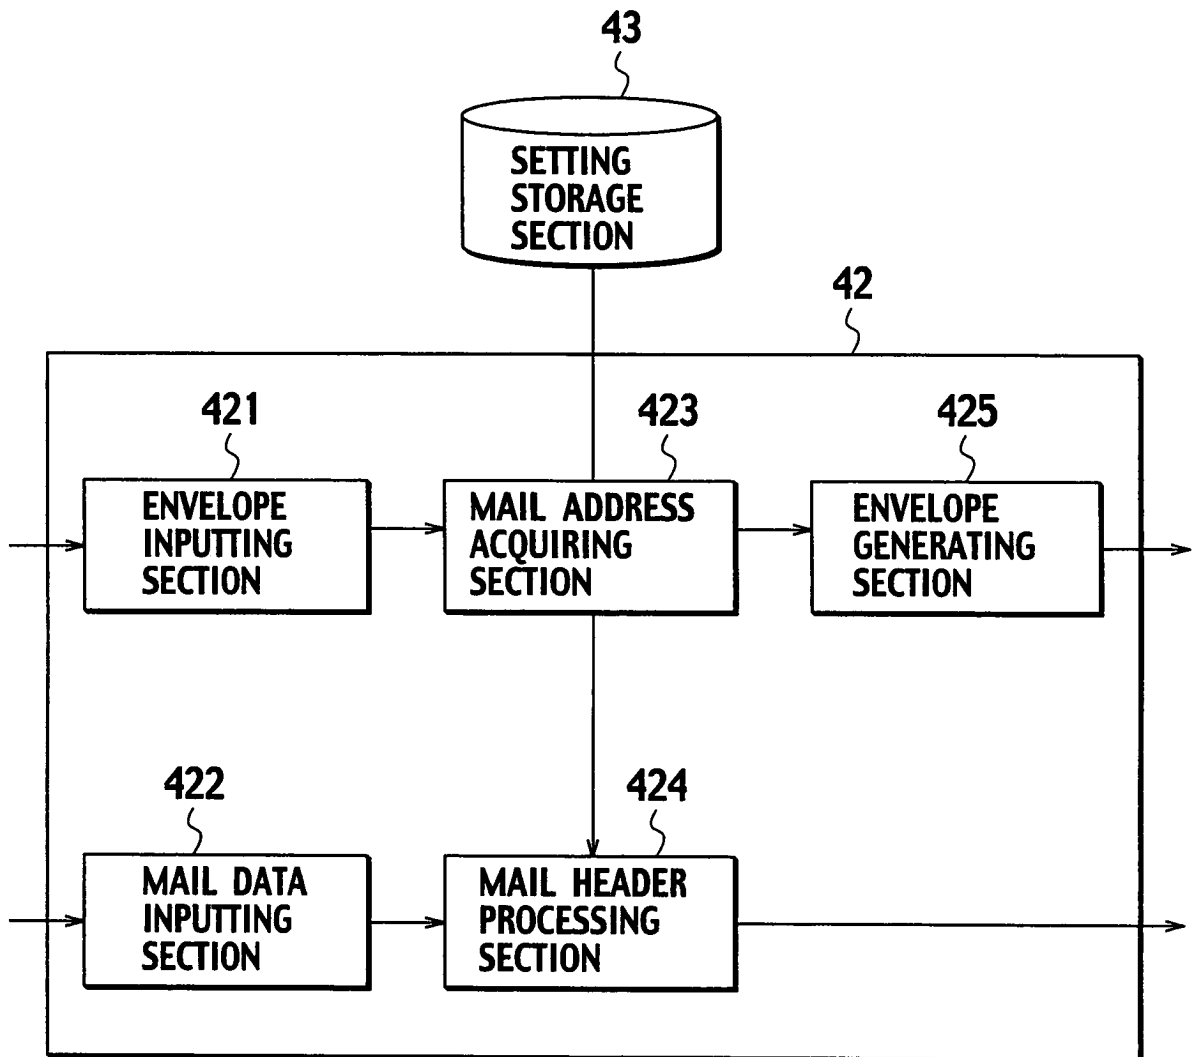 43
SETTING
STORAGE
SECTION
42
421
423
425
ENVELOPE
INPUTTING
SECTION
MAIL ADDRESS
ACQUIRING
SECTION
ENVELOPE
GENERATING
SECTION
422
424
MAIL DATA
INPUTTING
SECTION
MAIL HEADER
PROCESSING
SECTION